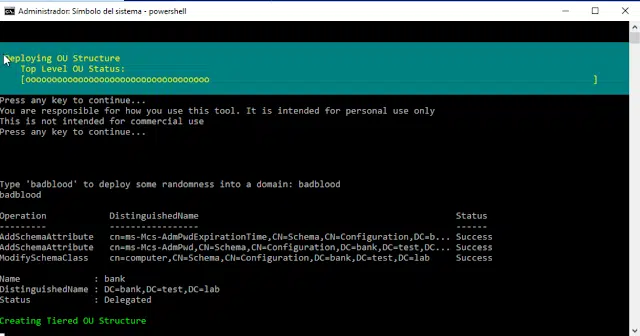 Administrador: Símbolo del sistema - powershell
Deploying OU Structure
Top Level OU Status:
[oooooooooooooooooooooooooooooooooooo ]
Press any key to continue...
You are responsible for how you use this tool. It is intended for personal use only
This is not intended for commercial use
Press any key to continue...
Type 'badblood' to deploy some randomness into a domain: badblood
badblood
Operation DistinguishedName Status
--------- ----------------- ------
AddSchemaAttribute cn=ms-Mcs-AdmPwdExpirationTime,CN=Schema,CN=Configuration,DC=b... Success
AddSchemaAttribute cn=ms-Mcs-AdmPwd,CN=Schema,CN=Configuration,DC=bank,DC=test,DC... Success
ModifySchemaClass cn=computer,CN=Schema,CN=Configuration,DC=bank,DC=test,DC=lab Success
Name : bank
DistinguishedName : DC=bank,DC=test,DC=lab
Status : Delegated
Creating Tiered OU Structure